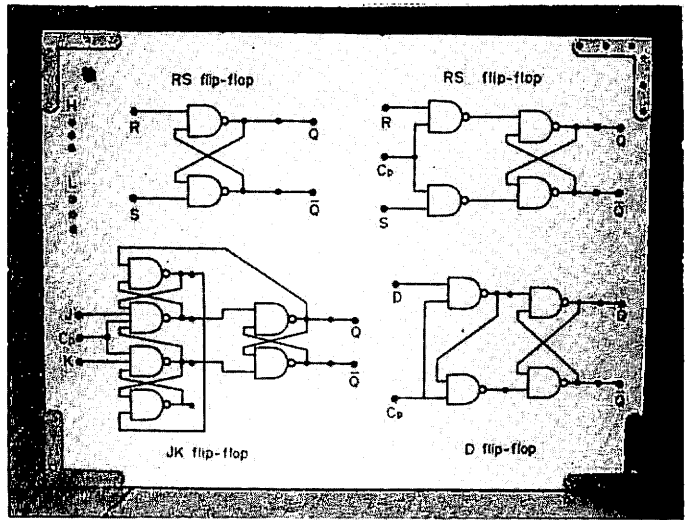 RS flip-flop
RS flip-flop
H
R
Q
R
Q
L
Cp
S
Q̄
S
Q̄
J
Cp
K
Q
Q̄
D
Cp
JK flip-flop
D flip-flop